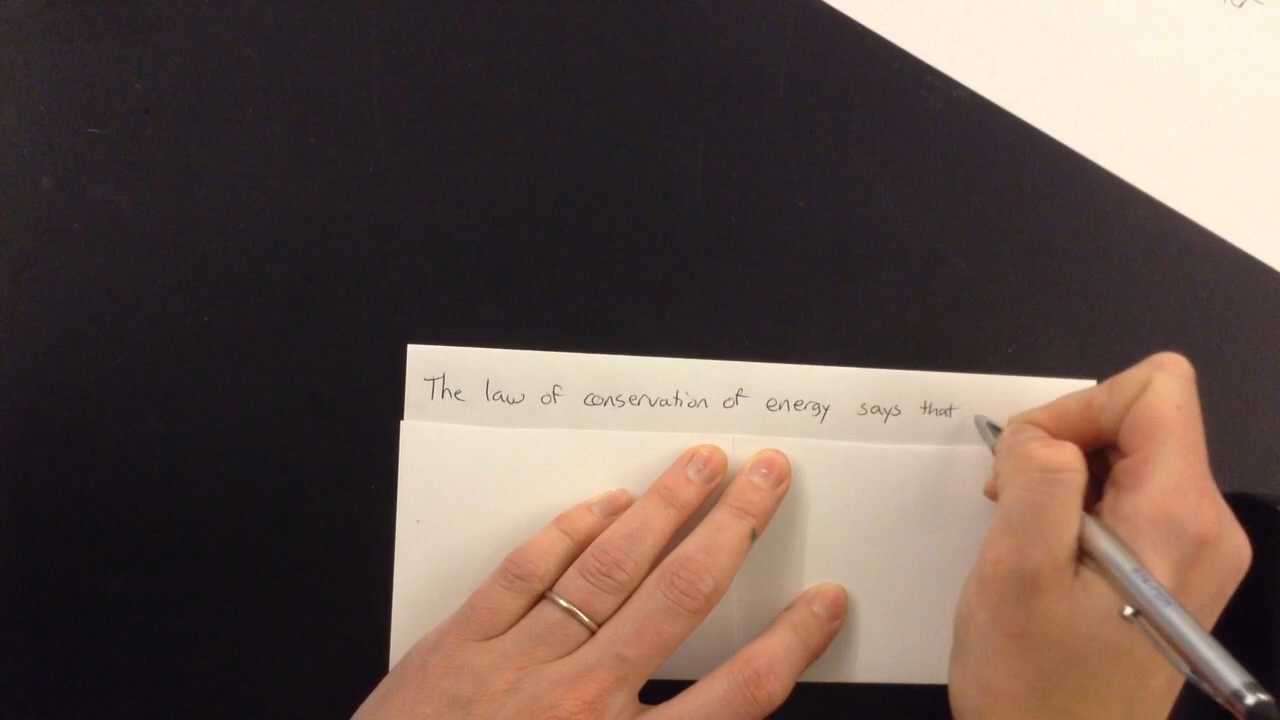 The law of conservation of energy says that